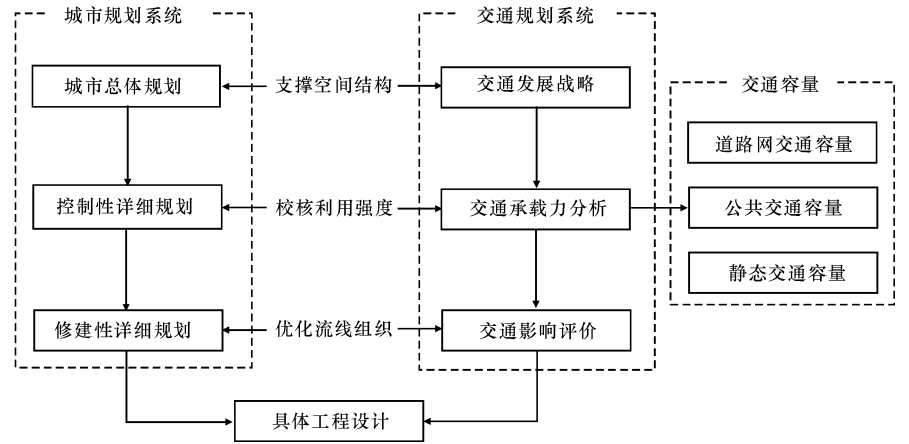 城市规划系统
交通规划系统
城市总体规划
支撑空间结构
交通发展战略
交通容量
道路网交通容量
控制性详细规划
校核利用强度
交通承载力分析
公共交通容量
静态交通容量
修建性详细规划
优化流线组织
交通影响评价
具体工程设计